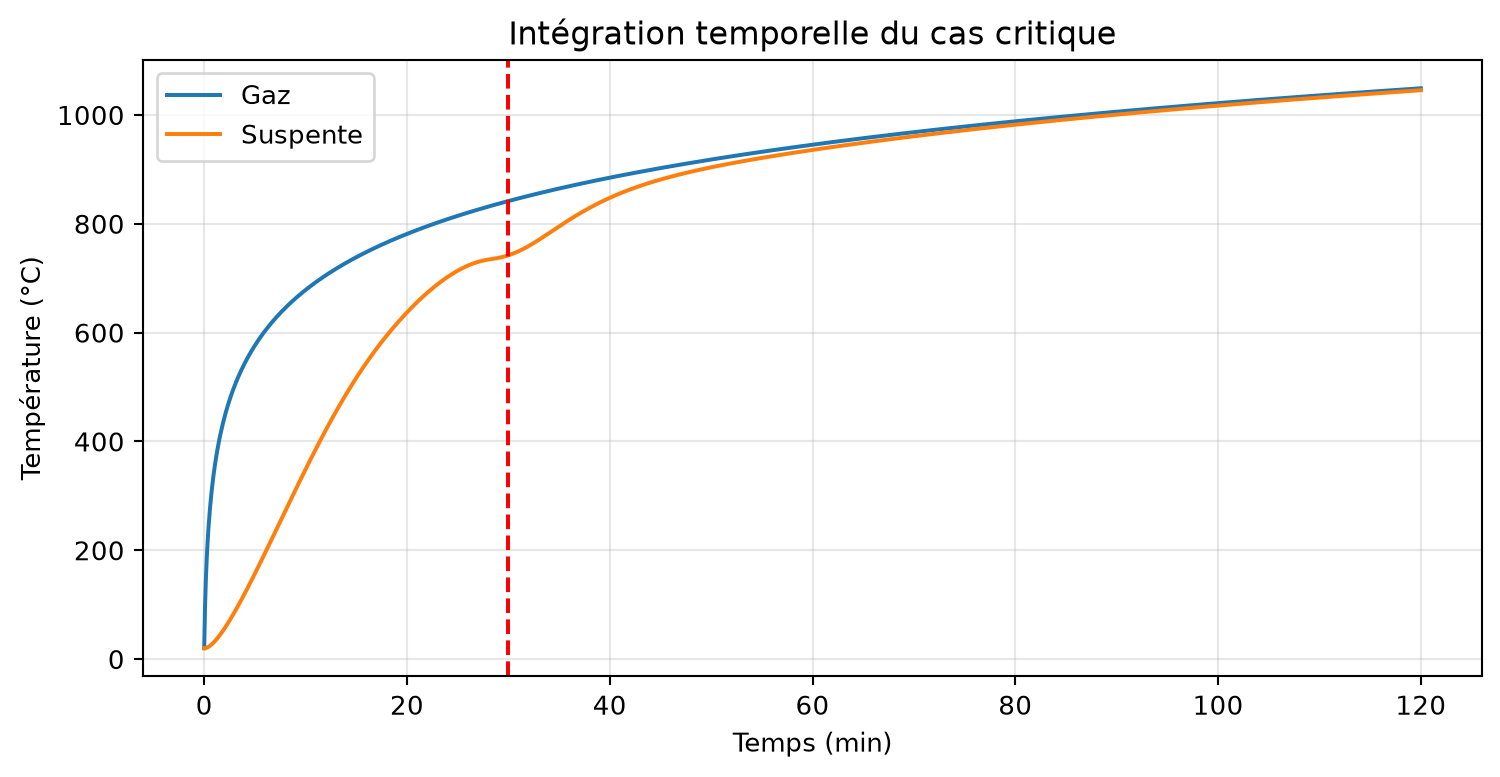 Intégration temporelle du cas critique
Gaz
Suspente
Température (°C)
1000
800
600
400
200
0
0 20 40 60 80 100 120
Temps (min)